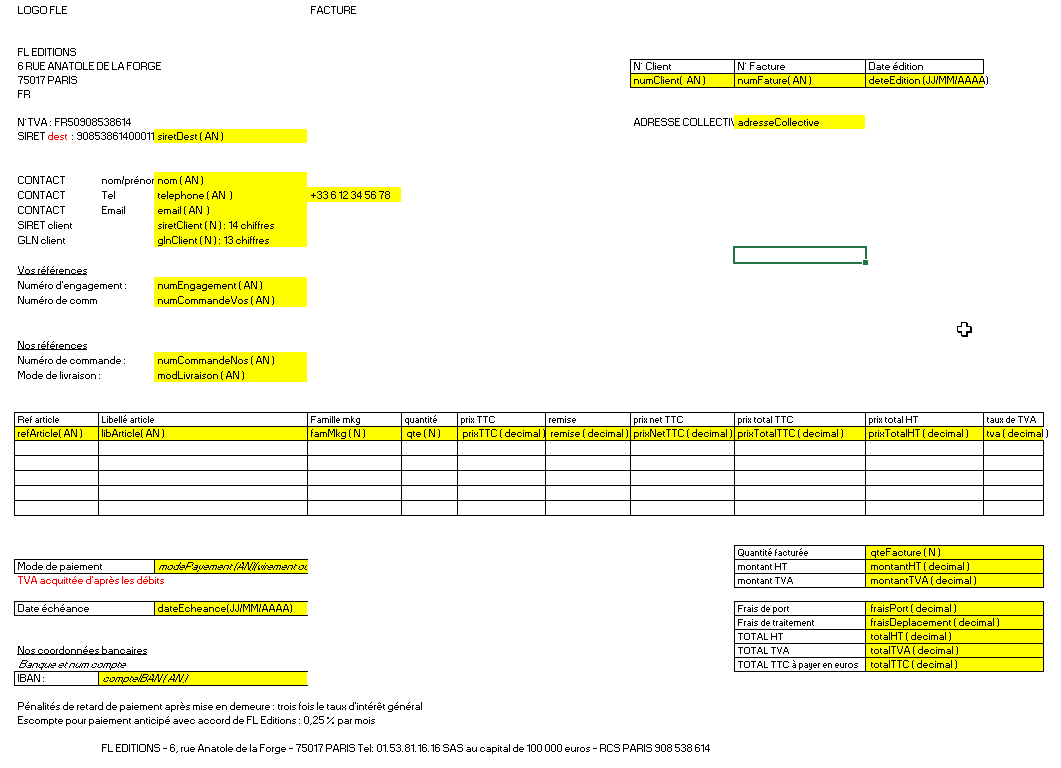 LOGO FLE FACTURE
FL EDITIONS
6 RUE ANATOLE DE LA FORGE
75017 PARIS
FR
N° Client N° Facture Date édition
numClient( AN ) numFature( AN ) deteEdition (JJ/MM/AAAA)
N°TVA : FR50908538614
SIRET dest : 90853861400011 siretDest ( AN )
ADRESSE COLLECTIV adresseCollective
CONTACT nom/prénor nom ( AN )
CONTACT Tel telephone ( AN ) +33 6 12 34 56 78
CONTACT Email email ( AN )
SIRET client siretClient ( N ) : 14 chiffres
GLN client glnClient ( N ) : 13 chiffres
Vos références
Numéro d'engagement : numEngagement ( AN )
Numéro de comm numCommandeVos ( AN )
Nos références
Numéro de commande : numCommandeNos ( AN )
Mode de livraison : modLivraison ( AN )
Ref article Libellé article Famille mkg quantité prix TTC remise prix net TTC prix total TTC prix total HT taux de TVA
refArticle( AN ) libArticle( AN ) famMkg ( N ) qte ( N ) prixTTC ( decimal ) remise ( decimal ) prixNetTTC ( decimal ) prixTotalTTC ( decimal ) prixTotalHT ( decimal ) tva ( decimal )
Mode de paiement modePayement (AN)(virement oc
TVA acquittée d'après les débits
Date échéance dateEcheance(JJ/MM/AAAA)
Quantité facturée qteFacture ( N )
montant HT montantHT ( decimal )
montant TVA montantTVA ( decimal )
Frais de port fraisPort ( decimal )
Frais de traitement fraisDeplacement ( decimal )
TOTAL HT totalHT ( decimal )
TOTAL TVA totalTVA ( decimal )
TOTAL TTC à payer en euros totalTTC ( decimal )
Nos coordonnées bancaires
Banque et num compte
IBAN : compteIBAN ( AN )
Pénalités de retard de paiement après mise en demeure : trois fois le taux d'intérêt général
Escompte pour paiement anticipé avec accord de FL Editions : 0,25 % par mois
FL EDITIONS - 6, rue Anatole de la Forge - 75017 PARIS Tel: 01.53.81.16.16 SAS au capital de 100 000 euros - RCS PARIS 908 538 614